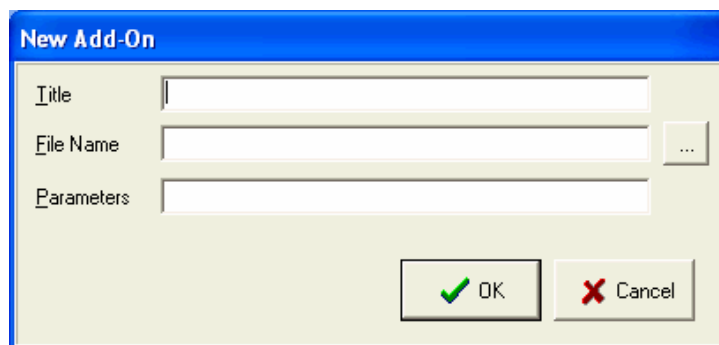 New Add-On
Title
File Name
...
Parameters
OK
Cancel